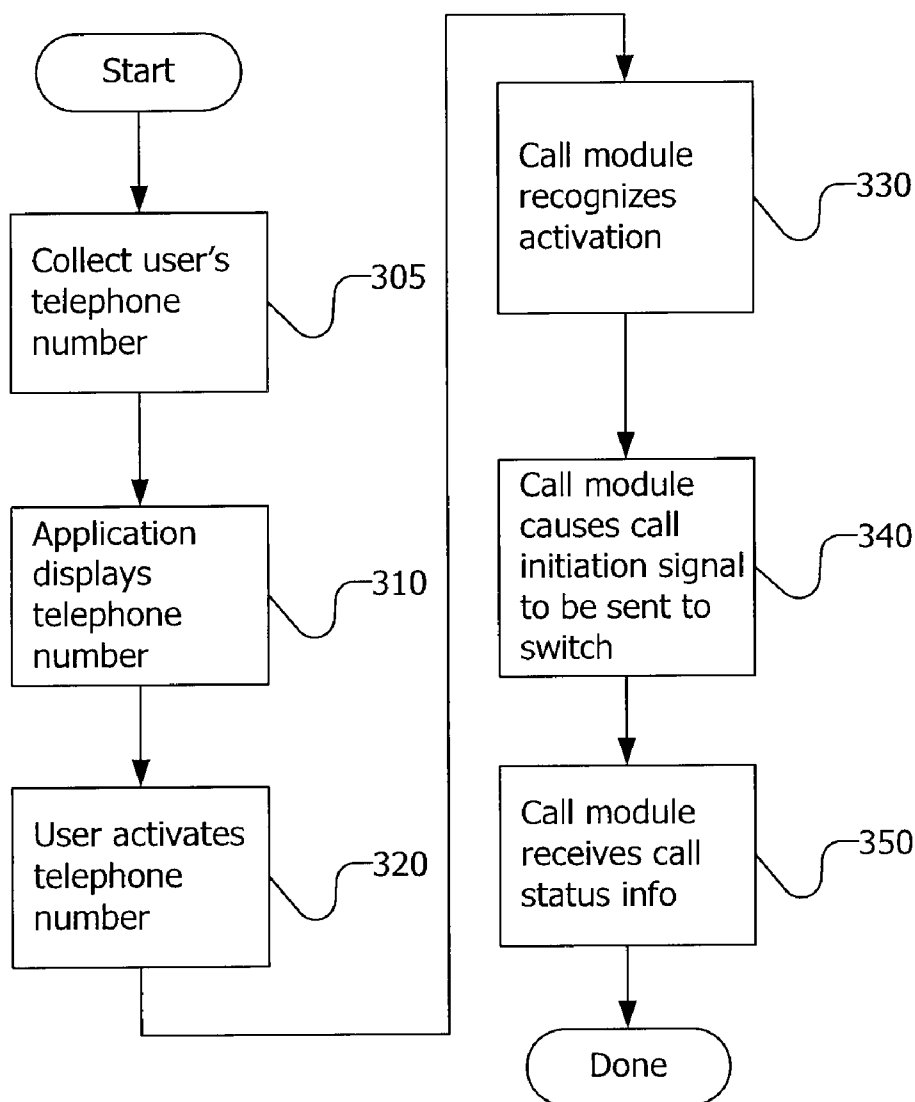 Start
Collect user's
telephone
number
305
Application
displays
telephone
number
310
User activates
telephone
number
320
Call module
recognizes
activation
330
Call module
causes call
initiation signal
to be sent to
switch
340
Call module
receives call
status info
350
Done